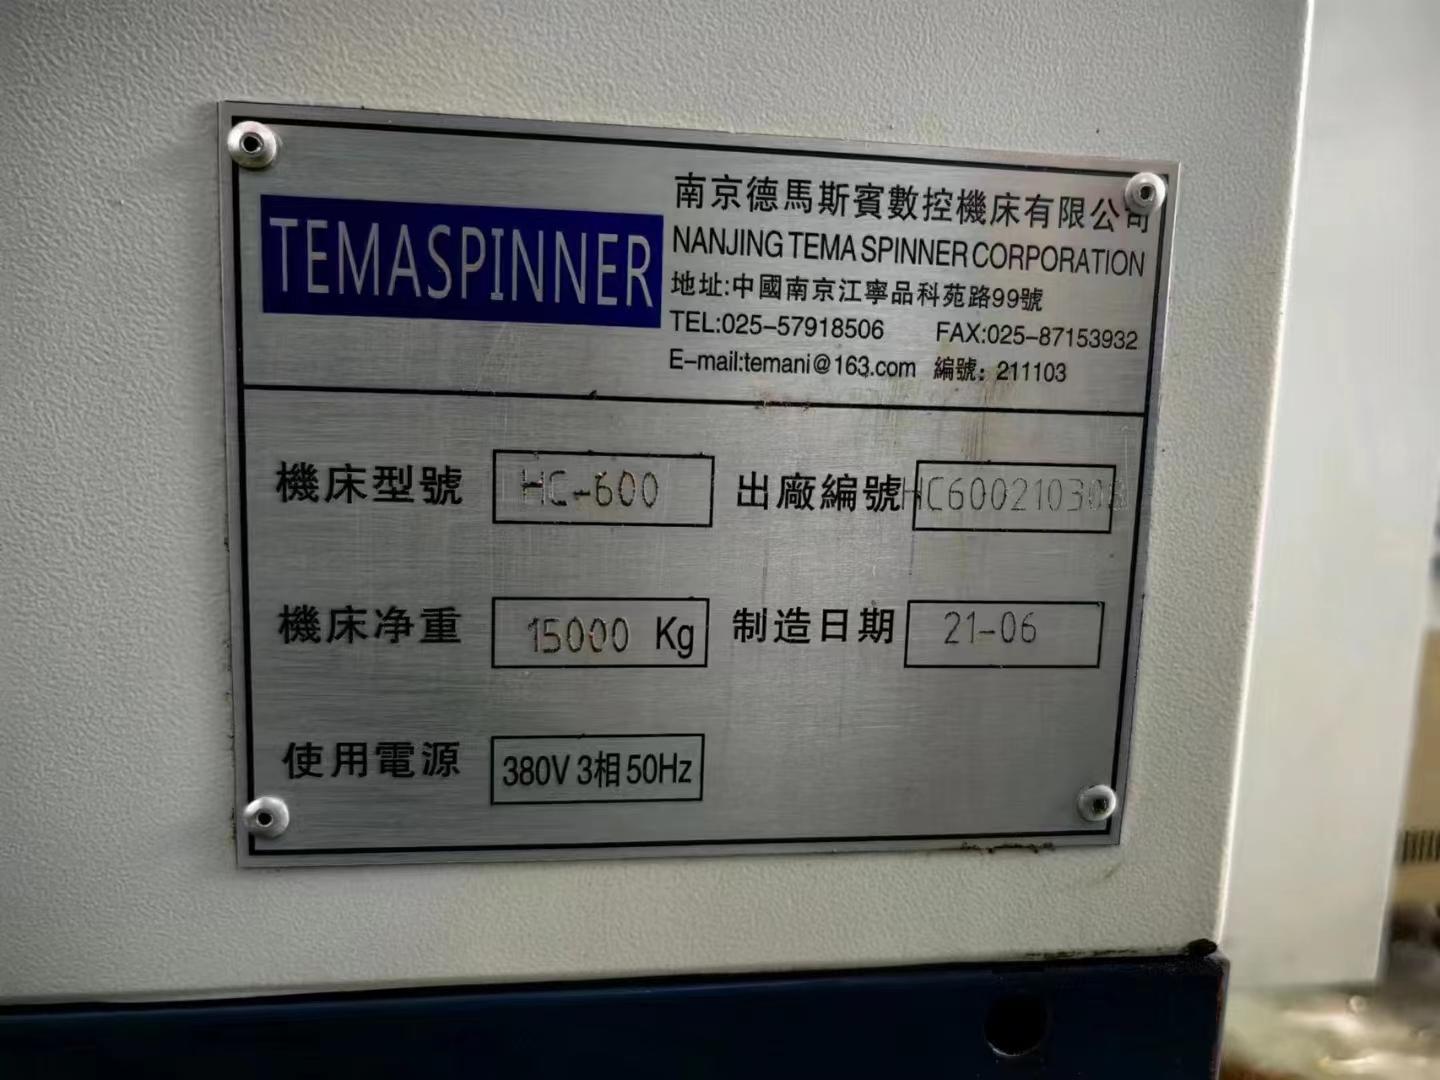 TEMASPINNER
南京德馬斯賓數控機床有限公司
NANJING TEMA SPINNER CORPORATION
地址:中國南京江寧品科苑路99號
TEL:025-57918506 FAX:025-87153932
E-mail:temani@163.com 編號: 211103
機床型號 HC-600 出廠編號
機床净重 15000 Kg 制造日期 21-06
使用電源 380V 3相 50Hz